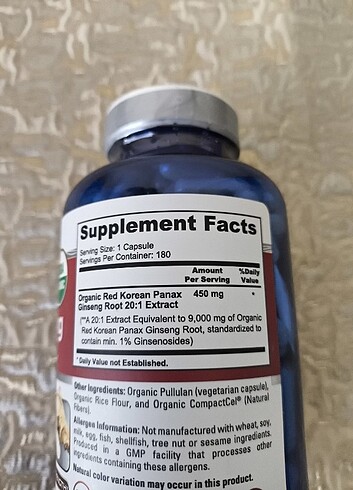 Supplement Facts
Serving Size: 1 Capsule
Servings Per Container: 180
Amount %Daily
Per Serving Value
Organic Red Korean Panax 450 mg *
Ginseng Root 20:1 Extract
(**A 20:1 Extract Equivalent to 9,000 mg of Organic
Red Korean Panax Ginseng Root, standardized to
contain min. 1% Ginsenosides)
* Daily Value not Established.
Other Ingredients: Organic Pullulan (vegetarian capsule),
Organic Rice Flour, and Organic CompactCel® (Natural
Fibers).
Allergen Information: Not manufactured with wheat, soy,
milk, egg, fish, shellfish, tree nut or sesame ingredients.
Produced in a GMP facility that processes other
ingredients containing these allergens.
Natural color variation may occur in this product.